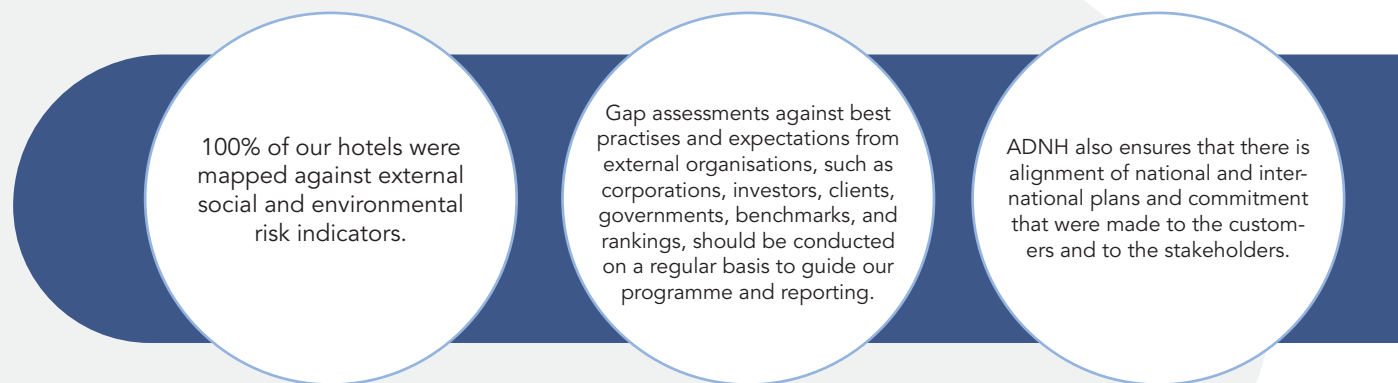 100% of our hotels were
mapped against external
social and environmental
risk indicators.
Gap assessments against best
practises and expectations from
external organisations, such as
corporations, investors, clients,
governments, benchmarks, and
rankings, should be conducted
on a regular basis to guide our
programme and reporting.
ADNH also ensures that there is
alignment of national and inter-
national plans and commitment
that were made to the custom-
ers and to the stakeholders.